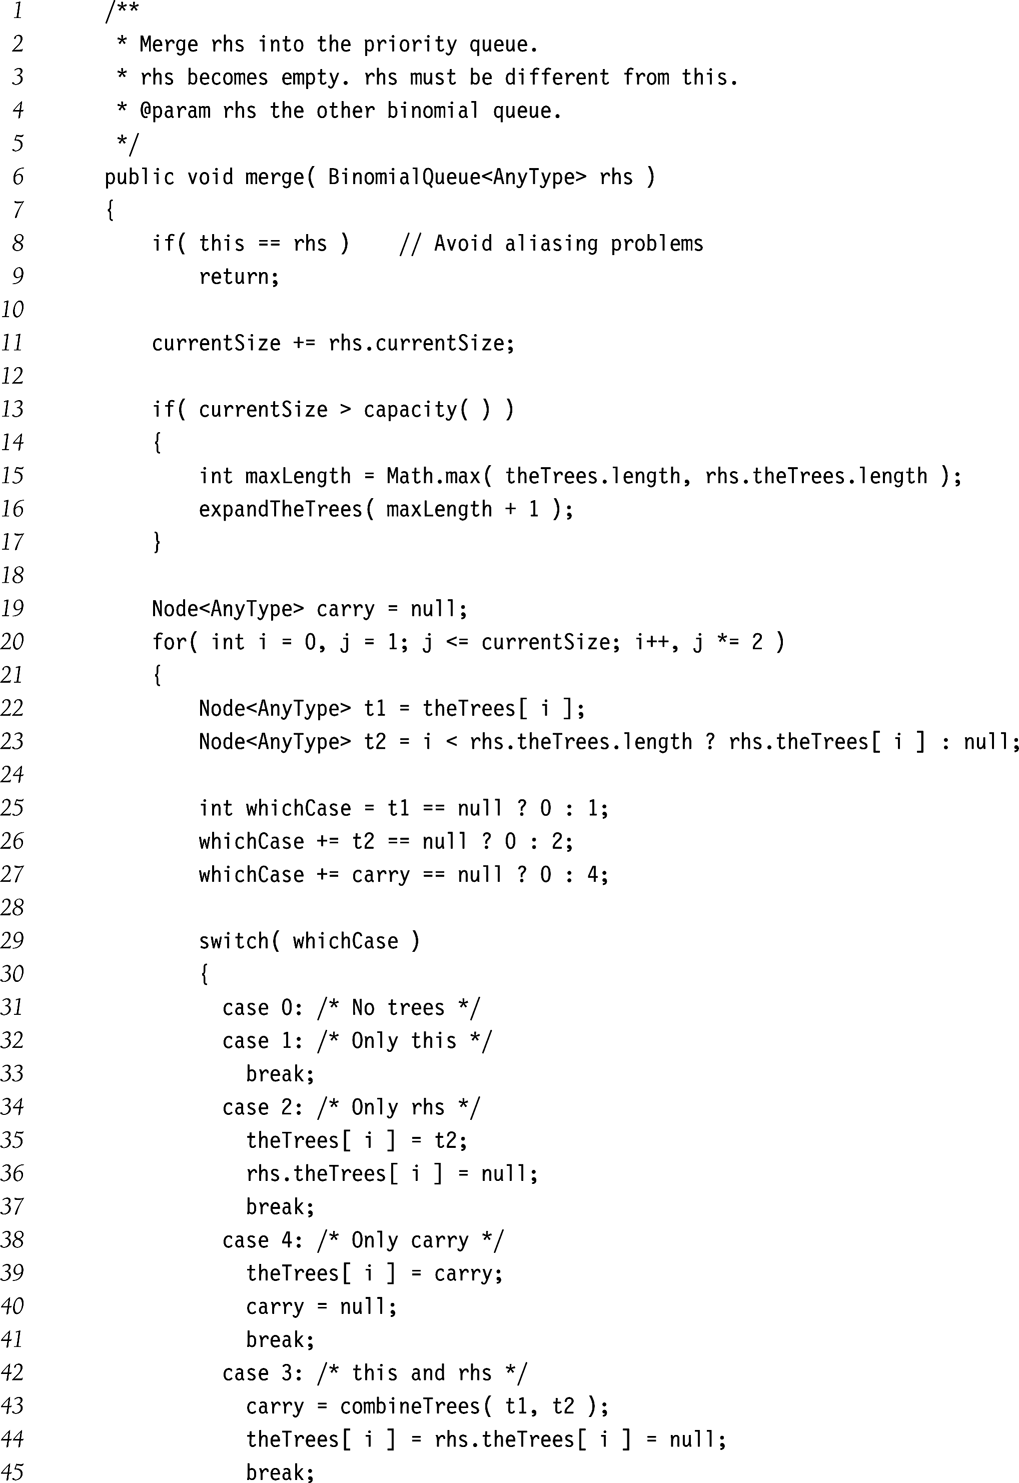 1 /**
2 * Merge rhs into the priority queue.
3 * rhs becomes empty. rhs must be different from this.
4 * @param rhs the other binomial queue.
5 */
6 public void merge( BinomialQueue<AnyType> rhs )
7 {
8 if( this == rhs ) // Avoid aliasing problems
9 return;
10
11 currentSize += rhs.currentSize;
12
13 if( currentSize > capacity( ) )
14 {
15 int maxLength = Math.max( theTrees.length, rhs.theTrees.length );
16 expandTheTrees( maxLength + 1 );
17 }
18
19 Node<AnyType> carry = null;
20 for( int i = 0, j = 1; j <= currentSize; i++, j *= 2 )
21 {
22 Node<AnyType> t1 = theTrees[ i ];
23 Node<AnyType> t2 = i < rhs.theTrees.length ? rhs.theTrees[ i ] : null;
24
25 int whichCase = t1 == null ? 0 : 1;
26 whichCase += t2 == null ? 0 : 2;
27 whichCase += carry == null ? 0 : 4;
28
29 switch( whichCase )
30 {
31 case 0: /* No trees */
32 case 1: /* Only this */
33 break;
34 case 2: /* Only rhs */
35 theTrees[ i ] = t2;
36 rhs.theTrees[ i ] = null;
37 break;
38 case 4: /* Only carry */
39 theTrees[ i ] = carry;
40 carry = null;
41 break;
42 case 3: /* this and rhs */
43 carry = combineTrees( t1, t2 );
44 theTrees[ i ] = rhs.theTrees[ i ] = null;
45 break;